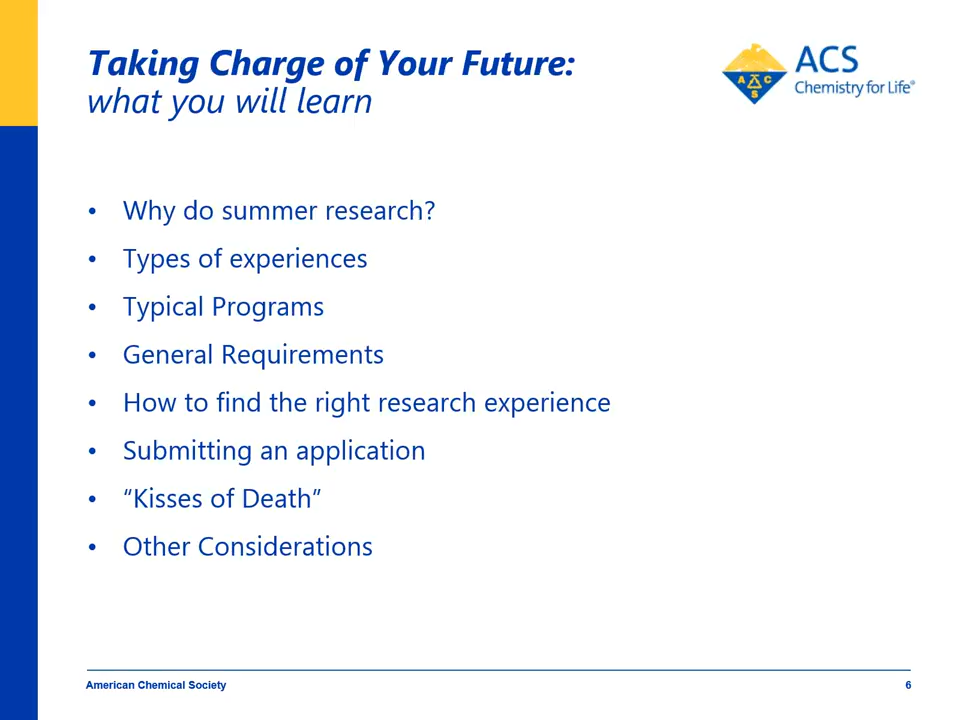 Taking Charge of Your Future:
what you will learn
ACS
Chemistry for Life®
A C S
• Why do summer research?
• Types of experiences
• Typical Programs
• General Requirements
• How to find the right research experience
• Submitting an application
• “Kisses of Death”
• Other Considerations
American Chemical Society
6